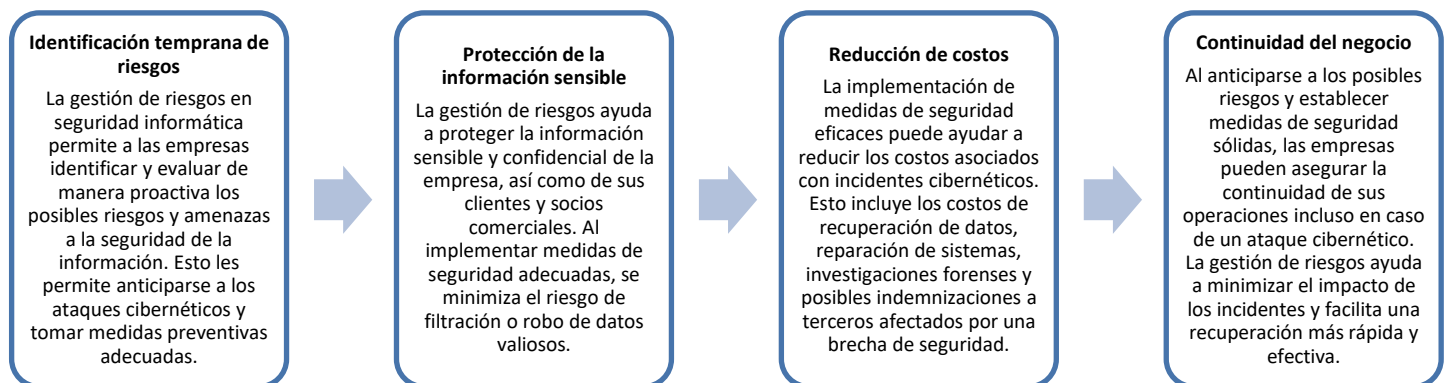 Identificación temprana de
riesgos
La gestión de riesgos en
seguridad informática
permite a las empresas
identificar y evaluar de
manera proactiva los
posibles riesgos y amenazas
a la seguridad de la
información. Esto les
permite anticiparse a los
ataques cibernéticos y
tomar medidas preventivas
adecuadas.
Protección de la
información sensible
La gestión de riesgos ayuda
a proteger la información
sensible y confidencial de la
empresa, así como de sus
clientes y socios
comerciales. Al
implementar medidas de
seguridad adecuadas, se
minimiza el riesgo de
filtración o robo de datos
valiosos.
Reducción de costos
La implementación de
medidas de seguridad
eficaces puede ayudar a
reducir los costos asociados
con incidentes cibernéticos.
Esto incluye los costos de
recuperación de datos,
reparación de sistemas,
investigaciones forenses y
posibles indemnizaciones a
terceros afectados por una
brecha de seguridad.
Continuidad del negocio
Al anticiparse a los posibles
riesgos y establecer
medidas de seguridad
sólidas, las empresas
pueden asegurar la
continuidad de sus
operaciones incluso en caso
de un ataque cibernético.
La gestión de riesgos ayuda
a minimizar el impacto de
los incidentes y facilita una
recuperación más rápida y
efectiva.